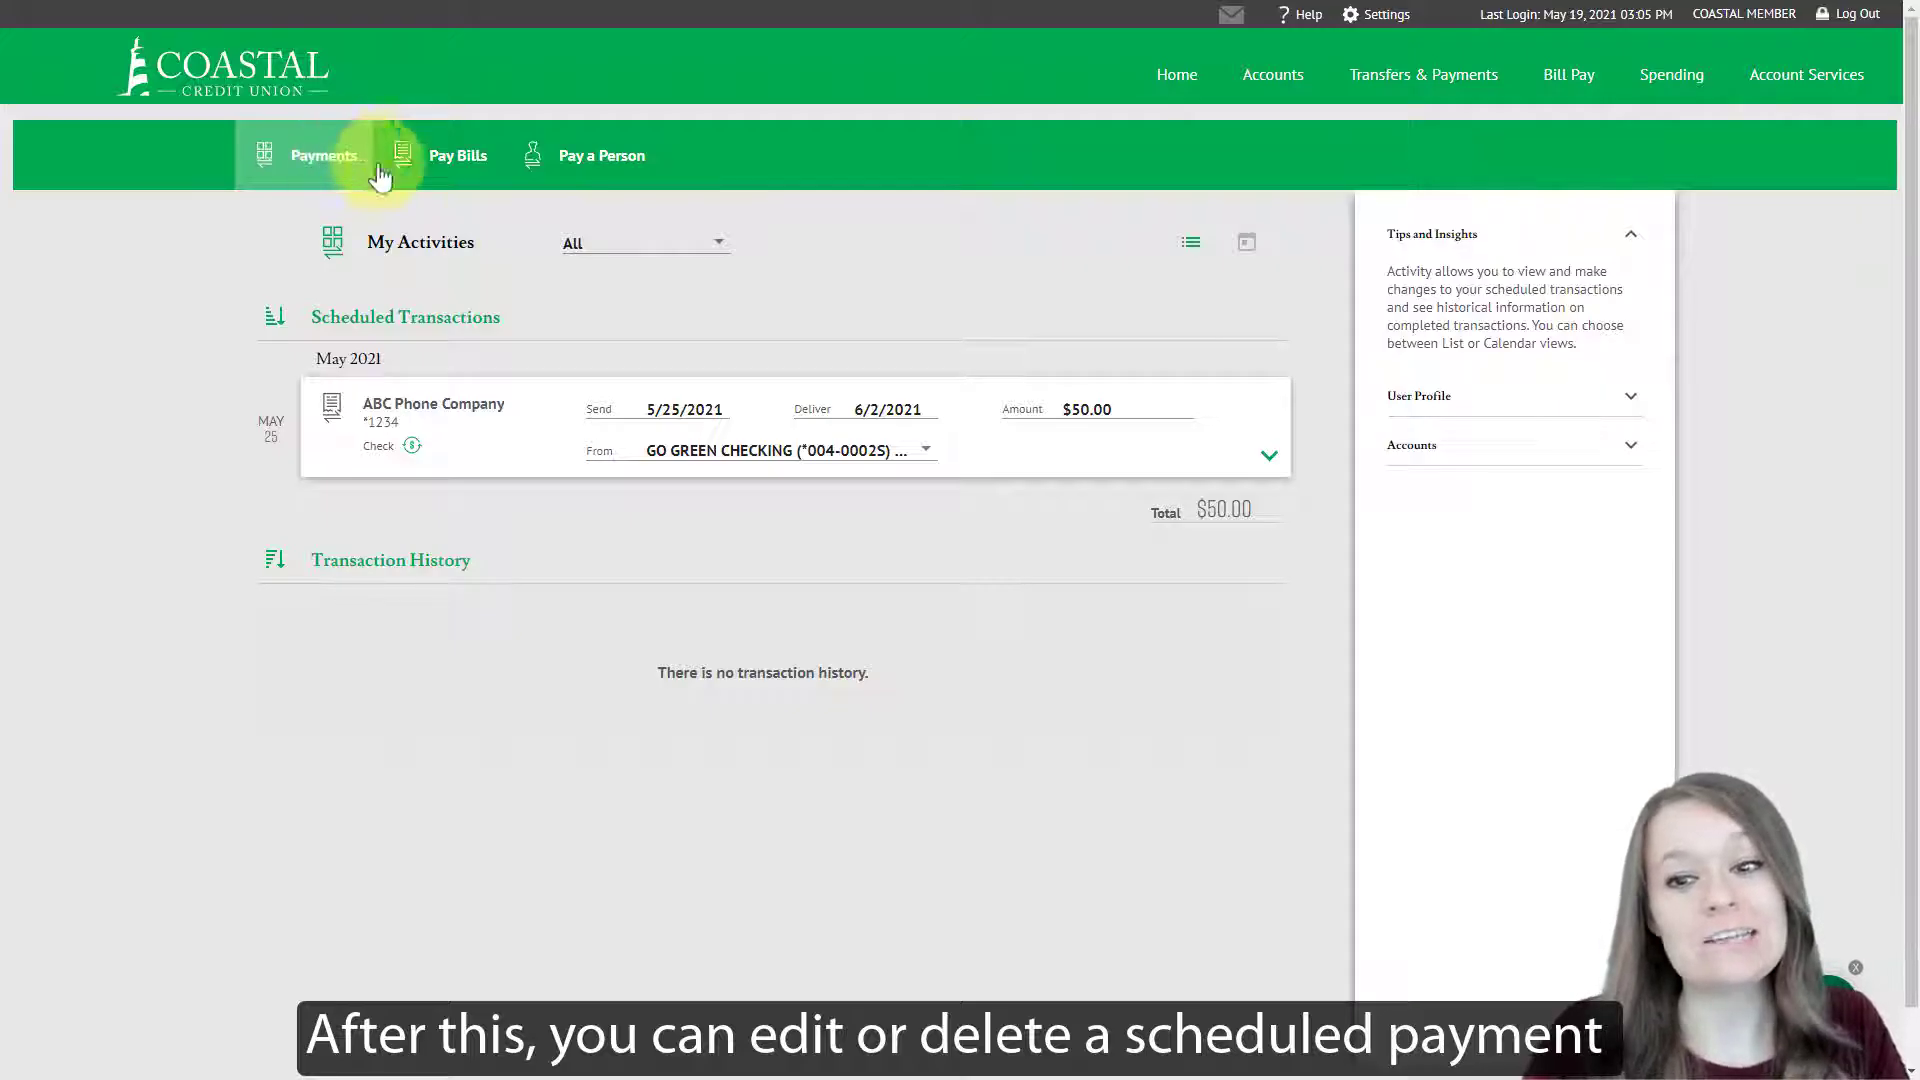 Help
Settings
Last Login: May 19, 2021 03:05 PM
COASTAL MEMBER
Log Out
COASTAL
CREDIT UNION
Home
Accounts
Transfers & Payments
Bill Pay
Spending
Account Services
Payments
Pay Bills
Pay a Person
My Activities
All
Scheduled Transactions
May 2021
MAY
25
ABC Phone Company
*1234
Check
Send 5/25/2021
Deliver 6/2/2021
Amount $50.00
From GO GREEN CHECKING (*004-0002S) ...
Total $50.00
Transaction History
There is no transaction history.
Tips and Insights
Activity allows you to view and make
changes to your scheduled transactions
and see historical information on
completed transactions. You can choose
between List or Calendar views.
User Profile
Accounts
X
After this, you can edit or delete a scheduled payment